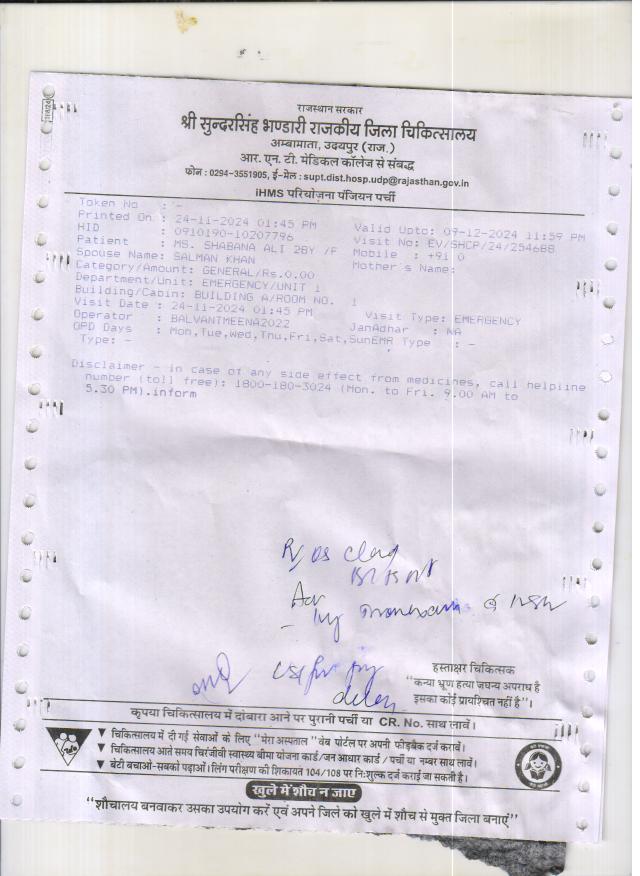 राजस्थान सरकार
श्री सुन्दरसिंह भण्डारी राजकीय जिला चिकित्सालय
अम्बामाता, उदयपुर (राज.)
आर. एन. टी. मेडिकल कॉलेज से संबद्ध
फोन : 0294-3551905, ई-मेल : supt.dist.hosp.udp@rajasthan.gov.in
iHMS परियोजना पंजियन पर्ची
Token No : -
Printed On : 24-11-2024 01:45 PM Valid Upto: 09-12-2024 11:59 PM
HID : 0910190-10207796 Visit No: EV/SHCP/24/254688
Patient : MS. SHABANA ALI 28Y /F Mobile : +91 0
Spouse Name: SALMAN KHAN Mother's Name:
Category/Amount: GENERAL/Rs.0.00
Department/Unit: EMERGENCY/UNIT 1
Building/Cabin: BUILDING A/ROOM NO. 1
Visit Date : 24-11-2024 01:45 PM Visit Type: EMERGENCY
Operator : BALVANTMEENA2022 JanAdhar : NA
OPD Days : Mon,Tue,Wed,Thu,Fri,Sat,SunEMR Type : -
Type: -
Disclaimer - in case of any side effect from medicines, call helpline
number (toll free): 1800-180-3024 (Mon. to Fri. 9.00 AM to
5.30 PM).inform
हस्ताक्षर चिकित्सक
"कन्या भ्रूण हत्या जघन्य अपराध है
इसका कोई प्रायश्चित नहीं है"।
कृपया चिकित्सालय में दोबारा आने पर पुरानी पर्ची या CR. No. साथ लावें।
▼ चिकित्सालय में दी गई सेवाओं के लिए "मेरा अस्पताल" वेब पोर्टल पर अपनी फीडबैक दर्ज करावें।
▼ चिकित्सालय आते समय चिरंजीवी स्वास्थ्य बीमा योजना कार्ड/जन आधार कार्ड / पर्ची या नम्बर साथ लावें।
▼ बेटी बचाओ-सबको पढ़ाओ। लिंग परीक्षण की शिकायत 104/108 पर निःशुल्क दर्ज कराई जा सकती है।
खुले में शौच न जाए
"शौचालय बनवाकर उसका उपयोग करें एवं अपने जिले को खुले में शौच से मुक्त जिला बनाएं"